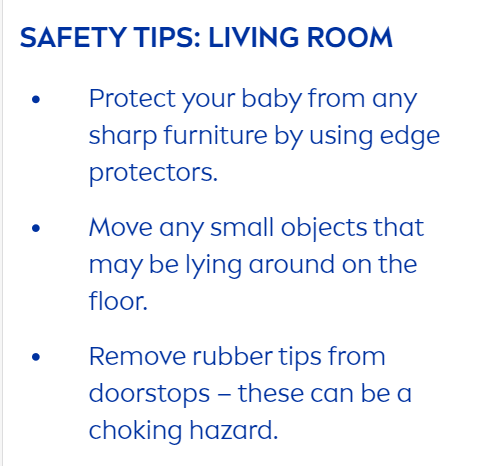 SAFETY TIPS: LIVING ROOM
• Protect your baby from any
sharp furniture by using edge
protectors.
• Move any small objects that
may be lying around on the
floor.
• Remove rubber tips from
doorstops – these can be a
choking hazard.